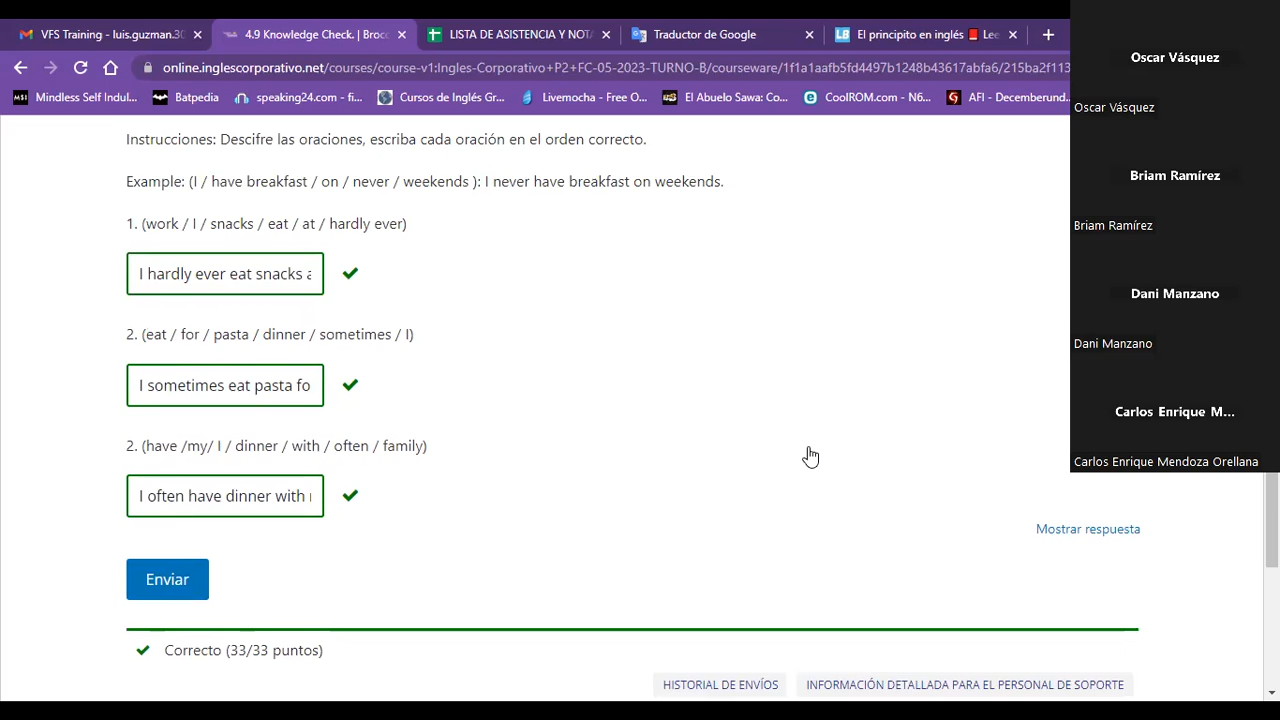 VFS Training - luis.guzman.30
4.9 Knowledge Check. | Broco
LISTA DE ASISTENCIA Y NOTA
Traductor de Google
El principito en inglés
Lee
online.inglescorporativo.net/courses/course-v1:Ingles-Corporativo+P2+FC-05-2023-TURNO-B/courseware/1f1a1aafb5fd4497b1248b43617abfa6/215ba2f113
Mindless Self Indul...
Batpedia
speaking24.com - fi...
Cursos de Inglés Gr...
Livemocha - Free O...
El Abuelo Sawa: Co...
CoolROM.com - N6...
AFI - Decemberund...
Instrucciones: Descifre las oraciones, escriba cada oración en el orden correcto.
Example: (I / have breakfast / on / never / weekends ): I never have breakfast on weekends.
1. (work / I / snacks / eat / at / hardly ever)
I hardly ever eat snacks a
2. (eat / for / pasta / dinner / sometimes / I)
I sometimes eat pasta fo
2. (have /my/ I / dinner / with / often / family)
I often have dinner with
Mostrar respuesta
Enviar
Correcto (33/33 puntos)
HISTORIAL DE ENVÍOS
INFORMACIÓN DETALLADA PARA EL PERSONAL DE SOPORTE
Oscar Vásquez
Oscar Vásquez
Briam Ramírez
Briam Ramírez
Dani Manzano
Dani Manzano
Carlos Enrique M...
Carlos Enrique Mendoza Orellana